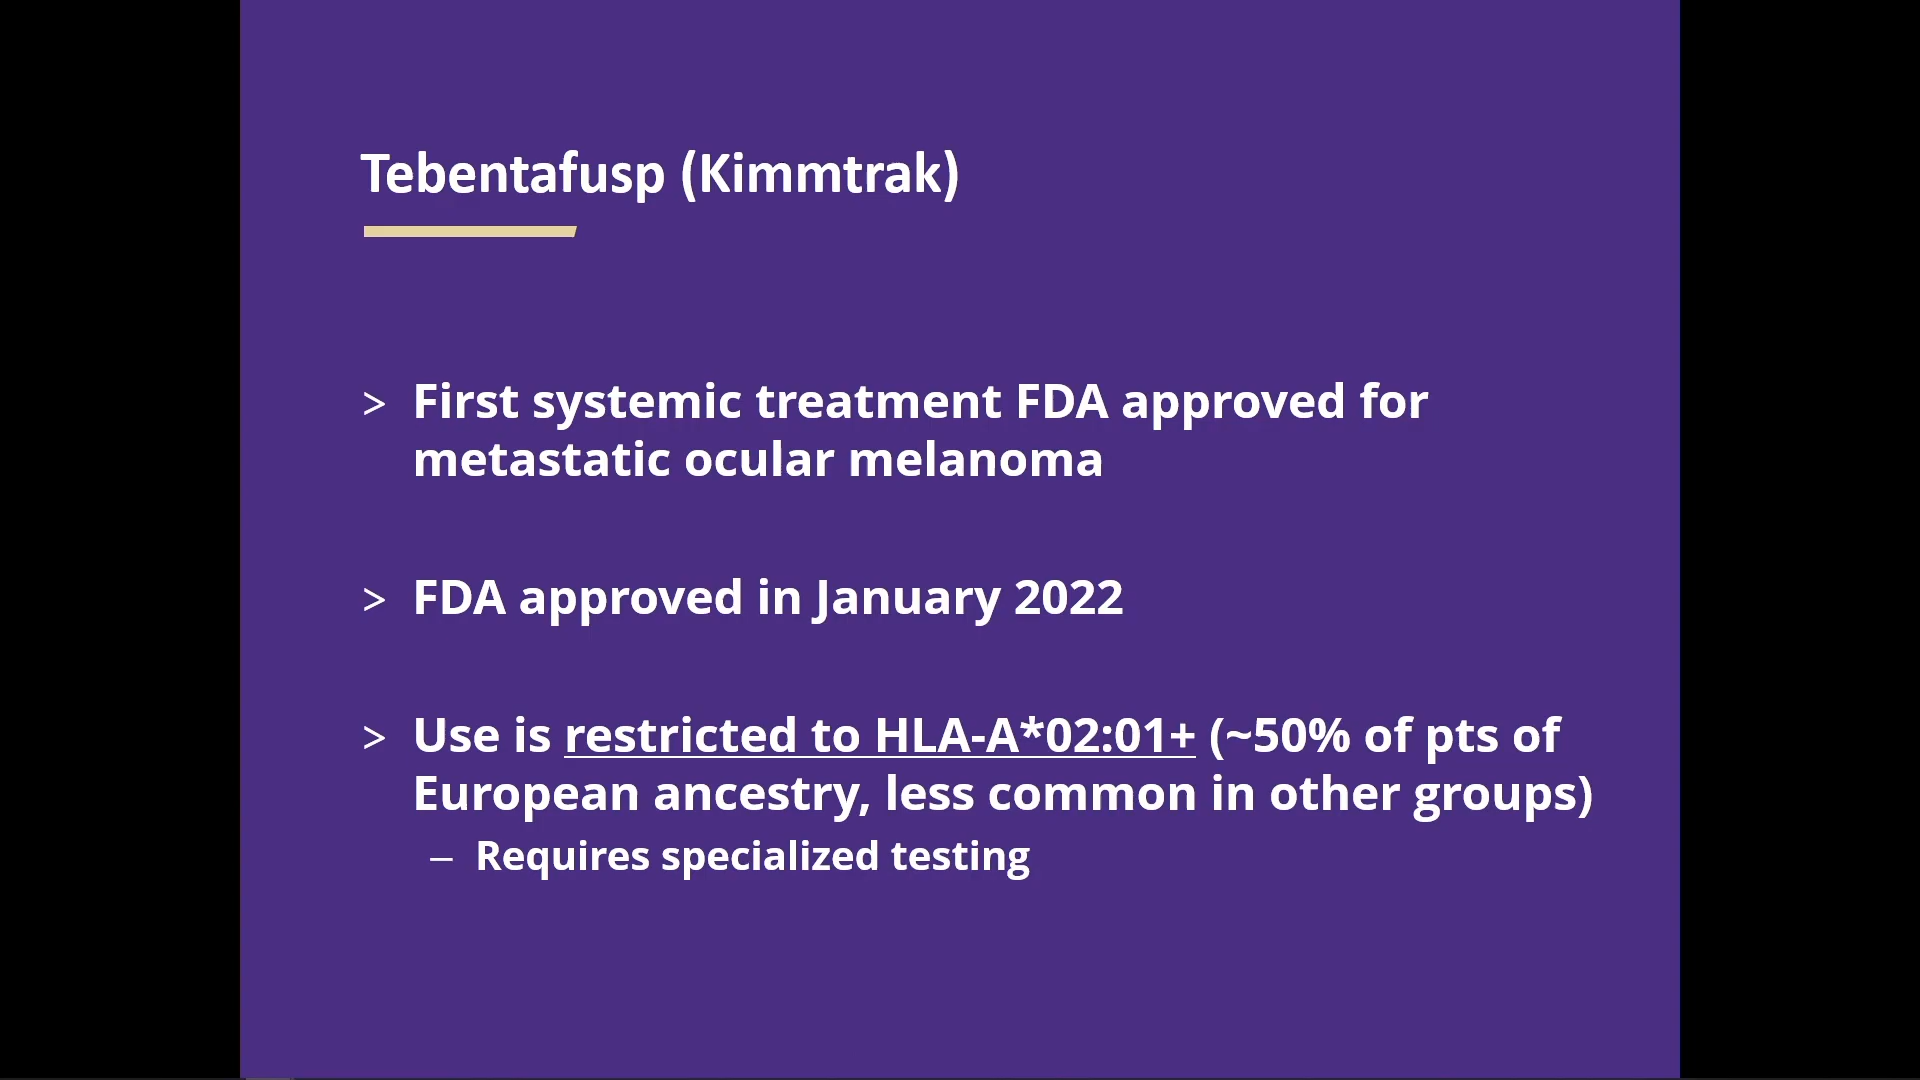 Tebentafusp (Kimmtrak)
> First systemic treatment FDA approved for
metastatic ocular melanoma
> FDA approved in January 2022
> Use is restricted to HLA-A*02:01+ (~50% of pts of
European ancestry, less common in other groups)
– Requires specialized testing